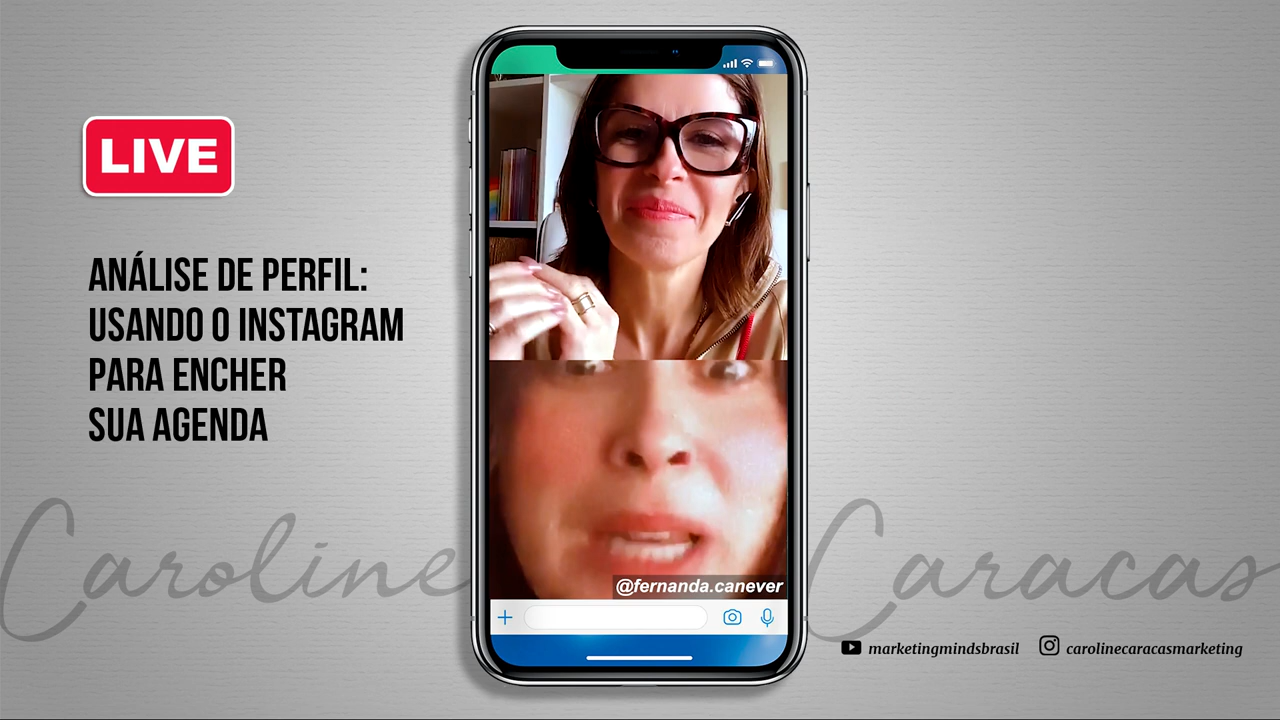 LIVE
ANÁLISE DE PERFIL:
USANDO O INSTAGRAM
PARA ENCHER
SUA AGENDA
@fernanda.canever
Caroline Caracas
marketingmindsbrasil carolinecaracasmarketing